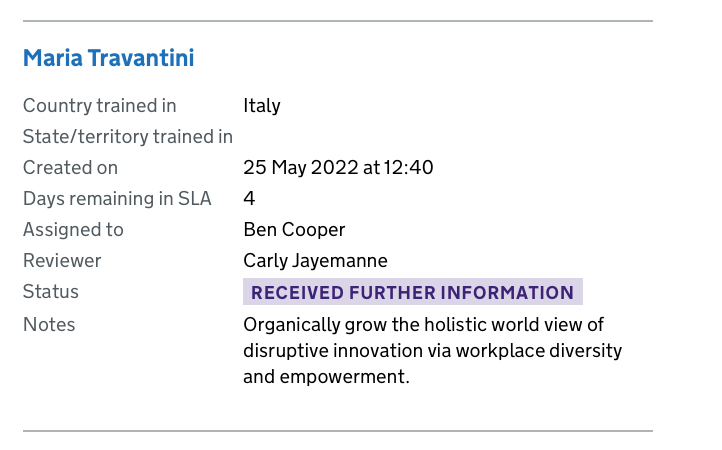 Maria Travantini
Country trained in Italy
State/territory trained in
Created on 25 May 2022 at 12:40
Days remaining in SLA 4
Assigned to Ben Cooper
Reviewer Carly Jayemanne
Status RECEIVED FURTHER INFORMATION
Notes Organically grow the holistic world view of
disruptive innovation via workplace diversity
and empowerment.